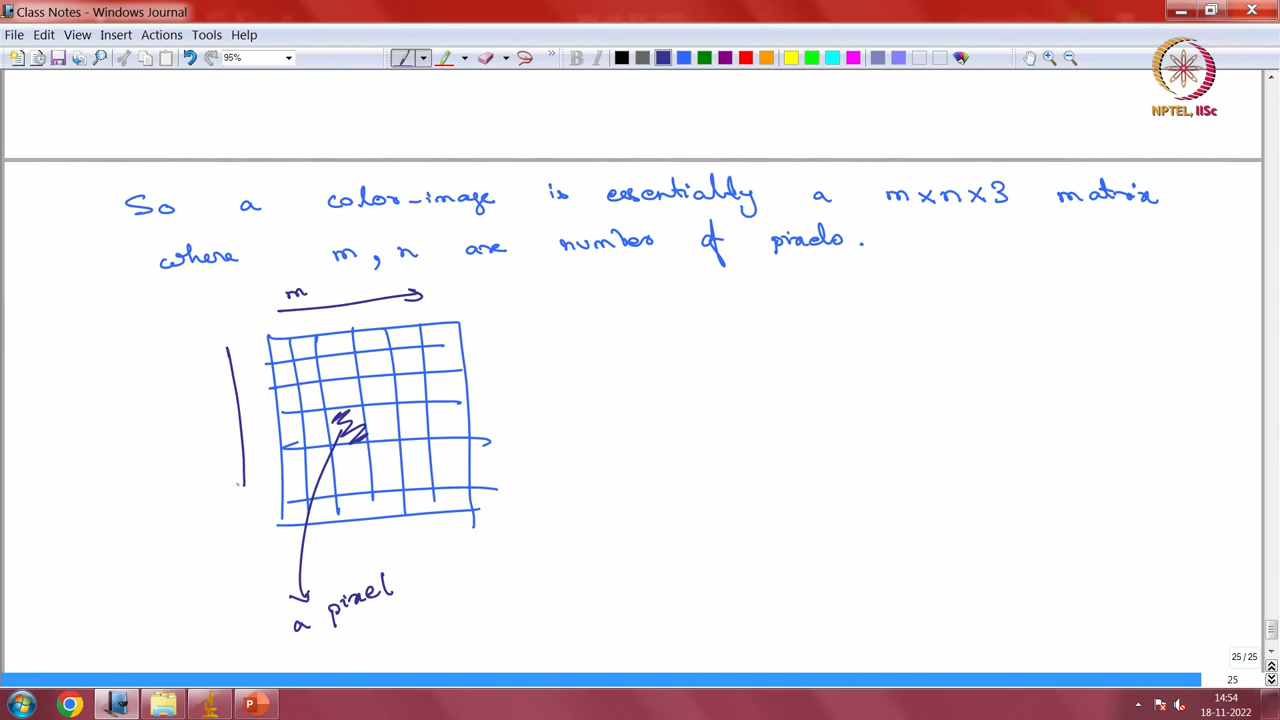 Class Notes - Windows Journal
File Edit View Insert Actions Tools Help
95%
NPTEL, IISc
So a color-image is essentially a m x n x 3 matrix
where m, n are number of pixels.
m
a pixel
25 / 25
25
14:54
18-11-2022